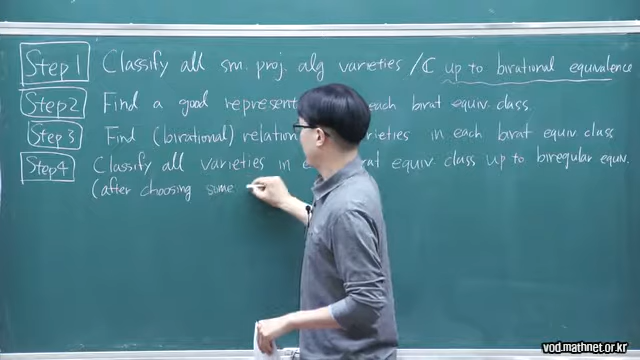 Step 1 Classify all sm. proj. alg varieties /C up to birational equivalence
Step 2 Find a good represent each birat equiv. class.
Step 3 Find (birational) relation rieties in each birat equiv class
Step 4 Classify all varieties in rat equiv. class up to biregular equiv.
(after choosing some
vod.mathnet.or.kr